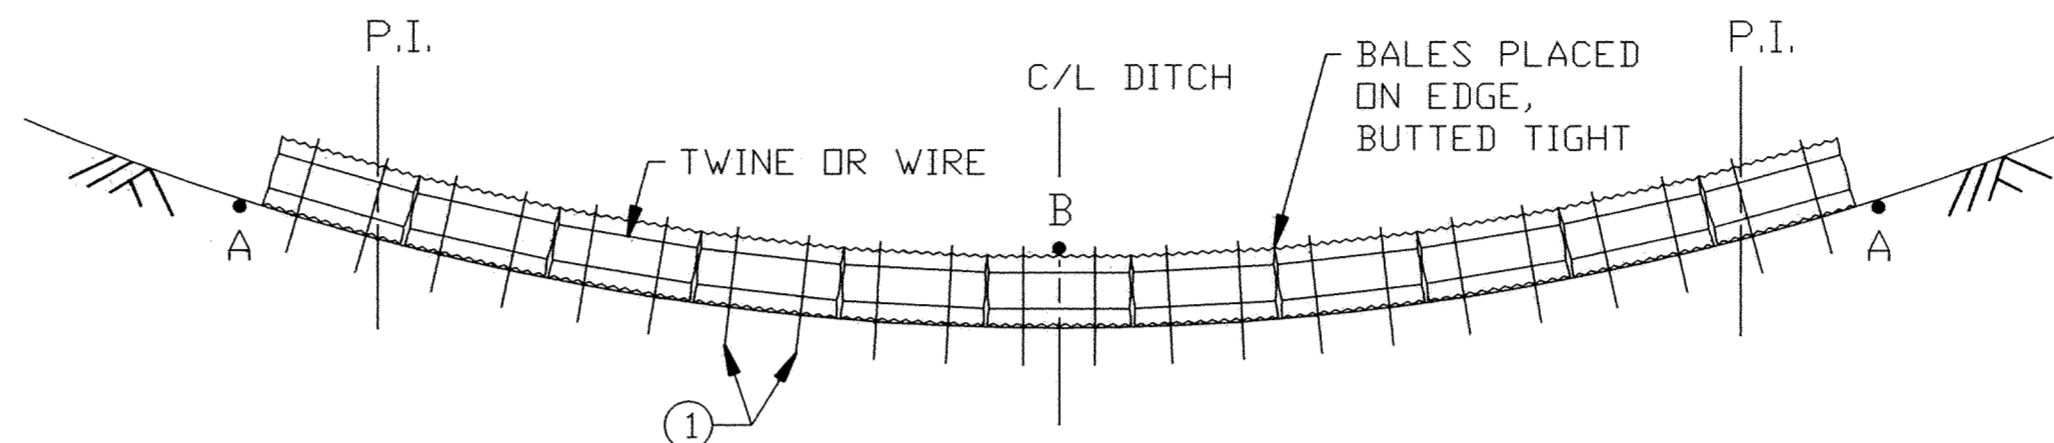 P.I.
C/L DITCH
BALES PLACED
ON EDGE,
BUTTED TIGHT
P.I.
TWINE OR WIRE
B
A
A
1